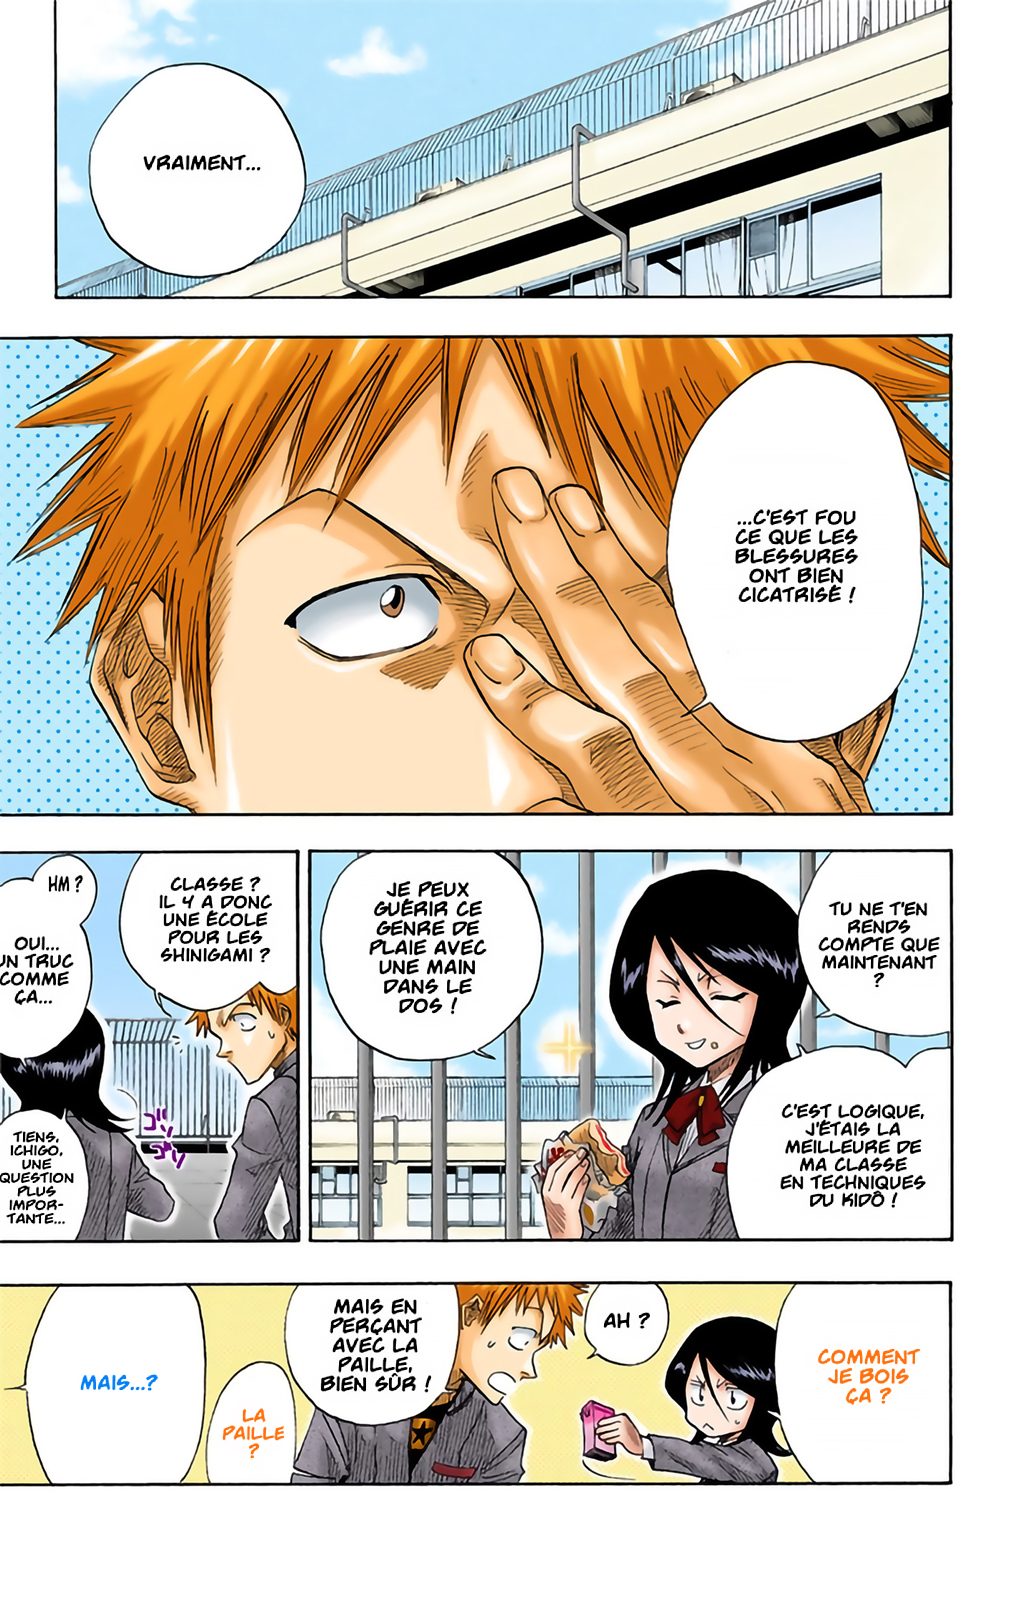 VRAIMENT...
...C'EST FOU
CE QUE LES
BLESSURES
ONT BIEN
CICATRISÉ !
TU NE T'EN
RENDS
COMPTE QUE
MAINTENANT
?
C'EST LOGIQUE,
J'ÉTAIS LA
MEILLEURE DE
MA CLASSE
EN TECHNIQUES
DU KIDÔ !
JE PEUX
GUÉRIR CE
GENRE DE
PLAIE AVEC
UNE MAIN
DANS LE
DOS !
CLASSE ?
IL Y A DONC
UNE ÉCOLE
POUR LES
SHINIGAMI ?
HM ?
OUI...
UN TRUC
COMME
ÇA...
ゴソ
ゴソ
TIENS,
ICHIGO,
UNE
QUESTION
PLUS
IMPOR-
TANTE...
COMMENT
JE BOIS
ÇA ?
AH ?
MAIS EN
PERÇANT
AVEC LA
PAILLE,
BIEN SÛR !
LA
PAILLE
?
MAIS...?